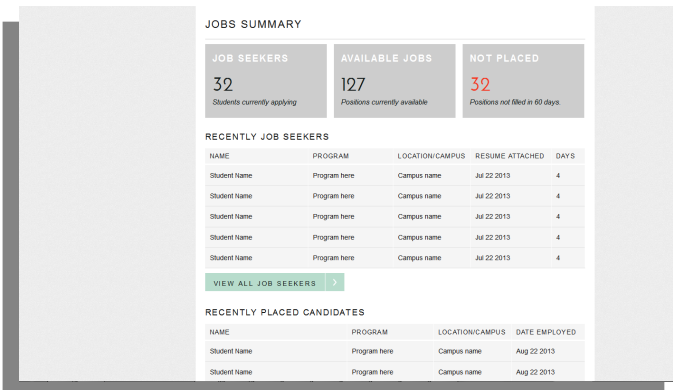 JOBS SUMMARY
JOB SEEKERS
32
Students currently applying
AVAILABLE JOBS
127
Positions currently available
NOT PLACED
32
Positions not filled in 60 days.
RECENTLY JOB SEEKERS
NAME PROGRAM LOCATION/CAMPUS RESUME ATTACHED DAYS
Student Name Program here Campus name Jul 22 2013 4
Student Name Program here Campus name Jul 22 2013 4
Student Name Program here Campus name Jul 22 2013 4
Student Name Program here Campus name Jul 22 2013 4
Student Name Program here Campus name Jul 22 2013 4
VIEW ALL JOB SEEKERS
RECENTLY PLACED CANDIDATES
NAME PROGRAM LOCATION/CAMPUS DATE EMPLOYED
Student Name Program here Campus name Aug 22 2013
Student Name Program here Campus name Aug 22 2013